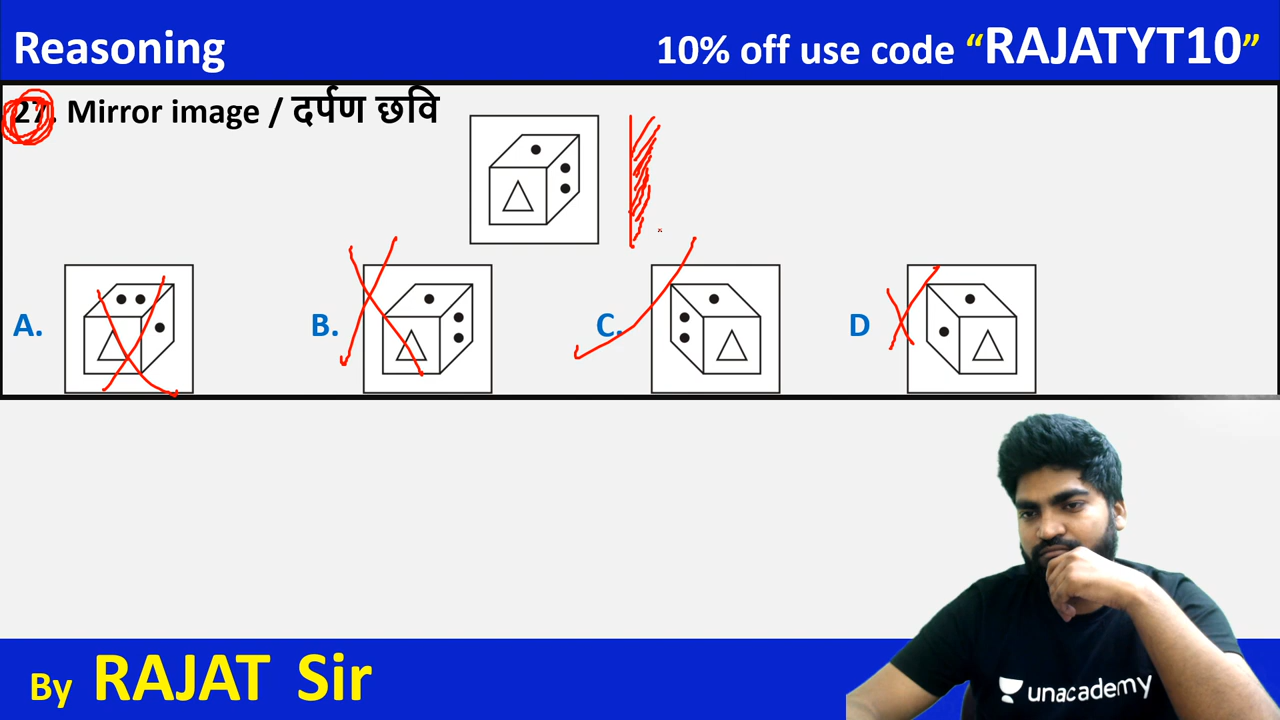 Reasoning
10% off use code “RAJATYT10”
27. Mirror image / दर्पण छवि
A.
B.
C.
D
By RAJAT Sir
unacademy